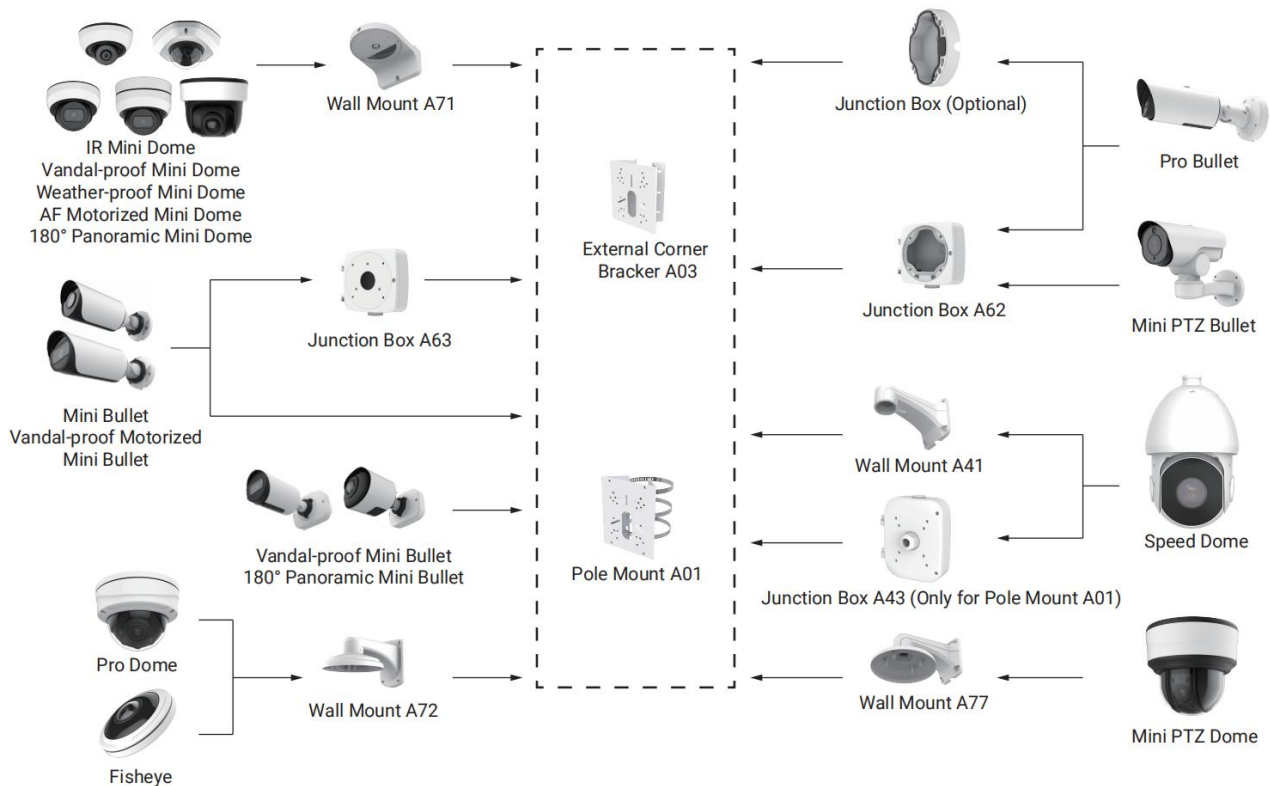 Wall Mount A71
IR Mini Dome
Vandal-proof Mini Dome
Weather-proof Mini Dome
AF Motorized Mini Dome
180° Panoramic Mini Dome
Junction Box A63
Mini Bullet
Vandal-proof Motorized
Mini Bullet
Vandal-proof Mini Bullet
180° Panoramic Mini Bullet
Pro Dome
Wall Mount A72
Fisheye
External Corner
Bracker A03
Pole Mount A01
Junction Box (Optional)
Pro Bullet
Junction Box A62
Mini PTZ Bullet
Wall Mount A41
Speed Dome
Junction Box A43 (Only for Pole Mount A01)
Wall Mount A77
Mini PTZ Dome